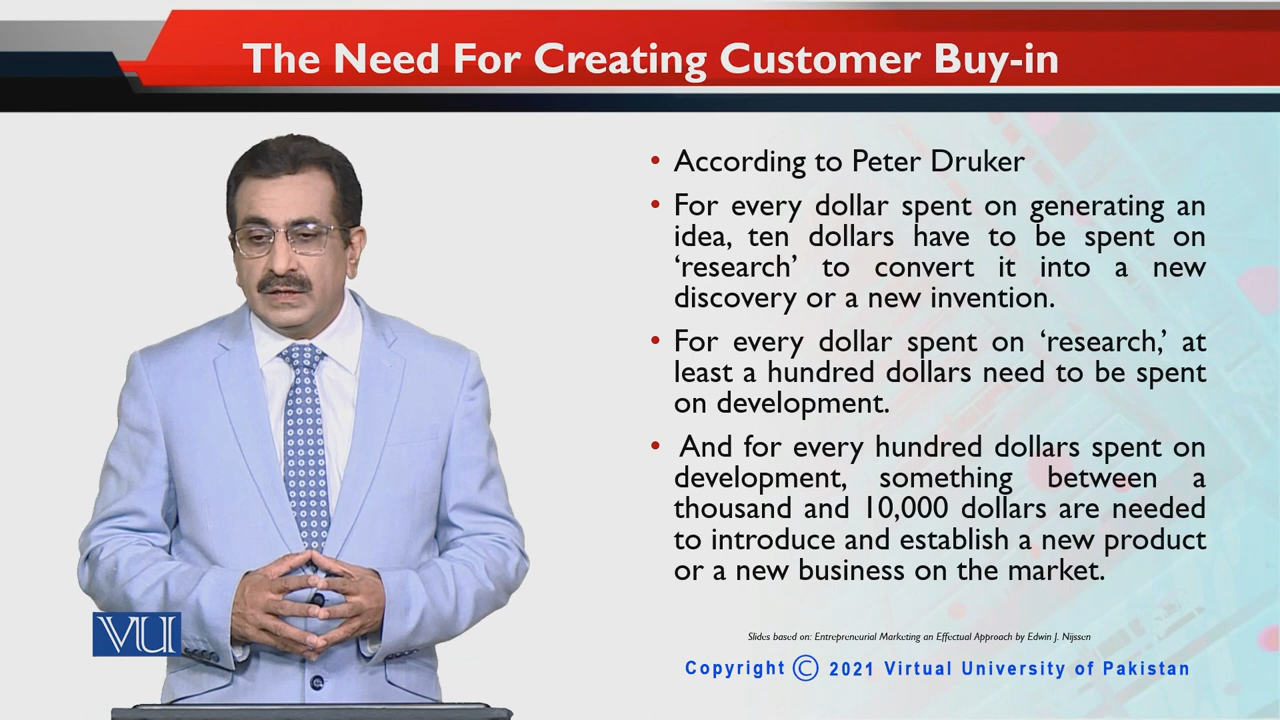 The Need For Creating Customer Buy-in
• According to Peter Druker
• For every dollar spent on generating an
idea, ten dollars have to be spent on
‘research’ to convert it into a new
discovery or a new invention.
• For every dollar spent on ‘research,’ at
least a hundred dollars need to be spent
on development.
• And for every hundred dollars spent on
development, something between a
thousand and 10,000 dollars are needed
to introduce and establish a new product
or a new business on the market.
VU
Slides based on: Entrepreneurial Marketing an Effectual Approach by Edwin J. Nijssen
Copyright © 2021 Virtual University of Pakistan